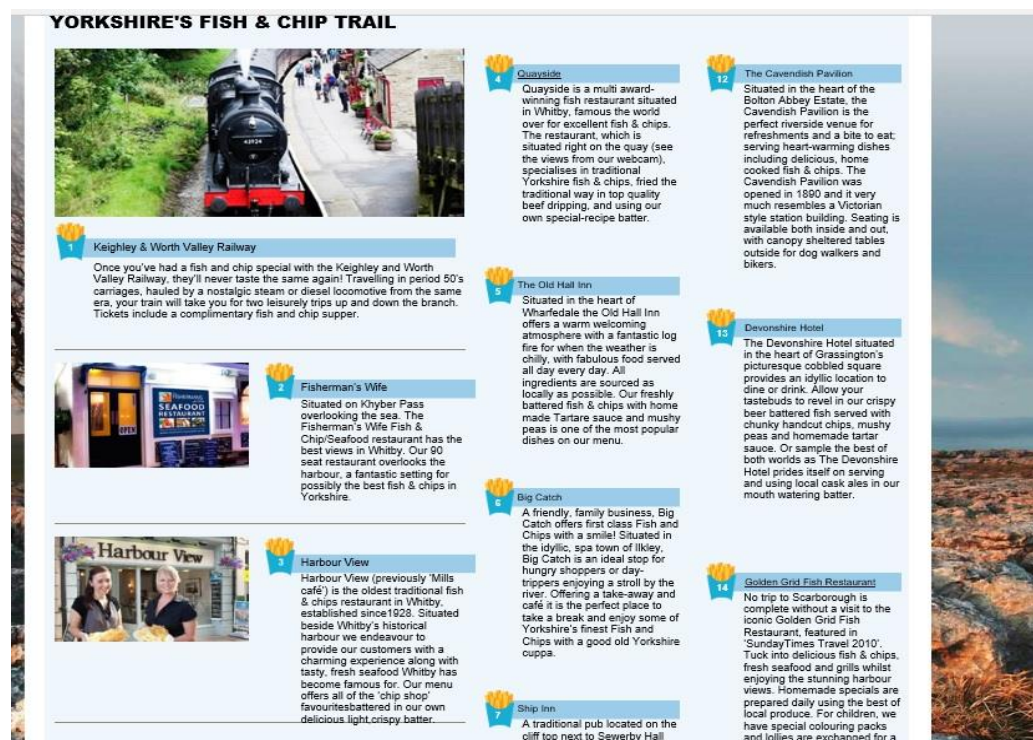 YORKSHIRE'S FISH & CHIP TRAIL
1
Keighley & Worth Valley Railway
Once you've had a fish and chip special with the Keighley and Worth
Valley Railway, they'll never taste the same again! Travelling in period 50's
carriages, hauled by a nostalgic steam or diesel locomotive from the same
era, your train will take you for two leisurely trips up and down the branch.
Tickets include a complimentary fish and chip supper.
SEAFOOD
RESTAURANT
OPEN
2
Fisherman's Wife
Situated on Khyber Pass
overlooking the sea. The
Fisherman's Wife Fish &
Chip/Seafood restaurant has the
best views in Whitby. Our 90
seat restaurant overlooks the
harbour, a fantastic setting for
possibly the best fish & chips in
Yorkshire.
Harbour View
3
Harbour View
Harbour View (previously 'Mills
café') is the oldest traditional fish
& chips restaurant in Whitby,
established since1928. Situated
beside Whitby's historical
harbour we endeavour to
provide our customers with a
charming experience along with
tasty, fresh seafood Whitby has
become famous for. Our menu
offers all of the 'chip shop'
favouritesbattered in our own
delicious light,crispy batter.
4
Quayside
Quayside is a multi award-
winning fish restaurant situated
in Whitby, famous the world
over for excellent fish & chips.
The restaurant, which is
situated right on the quay (see
the views from our webcam),
specialises in traditional
Yorkshire fish & chips, fried the
traditional way in top quality
beef dripping, and using our
own special-recipe batter.
5
The Old Hall Inn
Situated in the heart of
Wharfedale the Old Hall Inn
offers a warm welcoming
atmosphere with a fantastic log
fire for when the weather is
chilly, with fabulous food served
all day every day. All
ingredients are sourced as
locally as possible. Our freshly
battered fish & chips with home
made Tartare sauce and mushy
peas is one of the most popular
dishes on our menu.
6
Big Catch
A friendly, family business, Big
Catch offers first class Fish and
Chips with a smile! Situated in
the idyllic, spa town of Ilkley,
Big Catch is an ideal stop for
hungry shoppers or day-
trippers enjoying a stroll by the
river. Offering a take-away and
café it is the perfect place to
take a break and enjoy some of
Yorkshire's finest Fish and
Chips with a good old Yorkshire
cuppa.
7
Ship Inn
A traditional pub located on the
cliff top next to Sewerby Hall
12
The Cavendish Pavilion
Situated in the heart of the
Bolton Abbey Estate, the
Cavendish Pavilion is the
perfect riverside venue for
refreshments and a bite to eat;
serving heart-warming dishes
including delicious, home
cooked fish & chips. The
Cavendish Pavilion was
opened in 1890 and it very
much resembles a Victorian
style station building. Seating is
available both inside and out,
with canopy sheltered tables
outside for dog walkers and
bikers.
13
Devonshire Hotel
The Devonshire Hotel situated
in the heart of Grassington's
picturesque cobbled square
provides an idyllic location to
dine or drink. Allow your
tastebuds to revel in our crispy
beer battered fish served with
chunky handcut chips, mushy
peas and homemade tartar
sauce. Or sample the best of
both worlds as The Devonshire
Hotel prides itself on serving
and using local cask ales in our
mouth watering batter.
14
Golden Grid Fish Restaurant
No trip to Scarborough is
complete without a visit to the
iconic Golden Grid Fish
Restaurant, featured in
'SundayTimes Travel 2010'.
Tuck into delicious fish & chips,
fresh seafood and grills whilst
enjoying the stunning harbour
views. Homemade specials are
prepared daily using the best of
local produce. For children, we
have special colouring packs
and lollies are exchanged for a